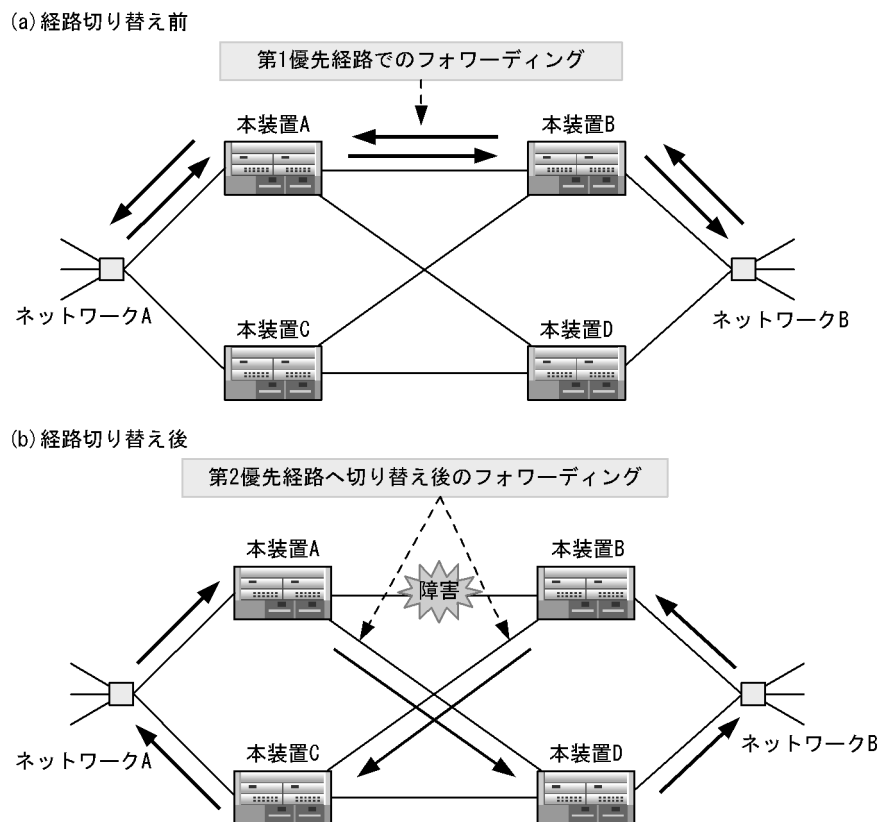 (a)経路切り替え前
第1優先経路でのフォワーディング
本装置A
本装置B
ネットワークA
ネットワークB
本装置C
本装置D
(b)経路切り替え後
第2優先経路へ切り替え後のフォワーディング
本装置A
本装置B
障害
ネットワークA
ネットワークB
本装置C
本装置D